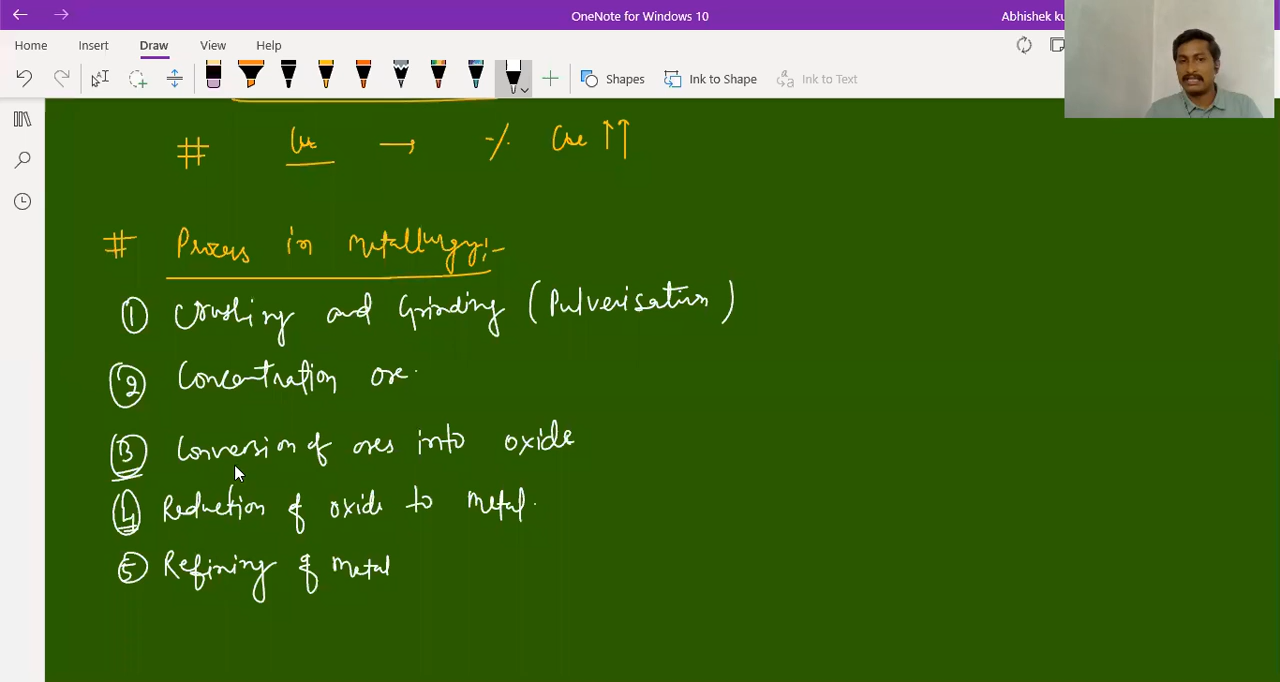 OneNote for Windows 10
Abhishek ku
Home Insert Draw View Help
Shapes Ink to Shape Ink to Text
# → % Use ↑↑
# Process in Metallurgy:-
① Crushing and Grinding (Pulverisation)
② Concentration ore.
③ Conversion of ores into oxide
④ Reduction of oxide to metal.
⑤ Refining of metal